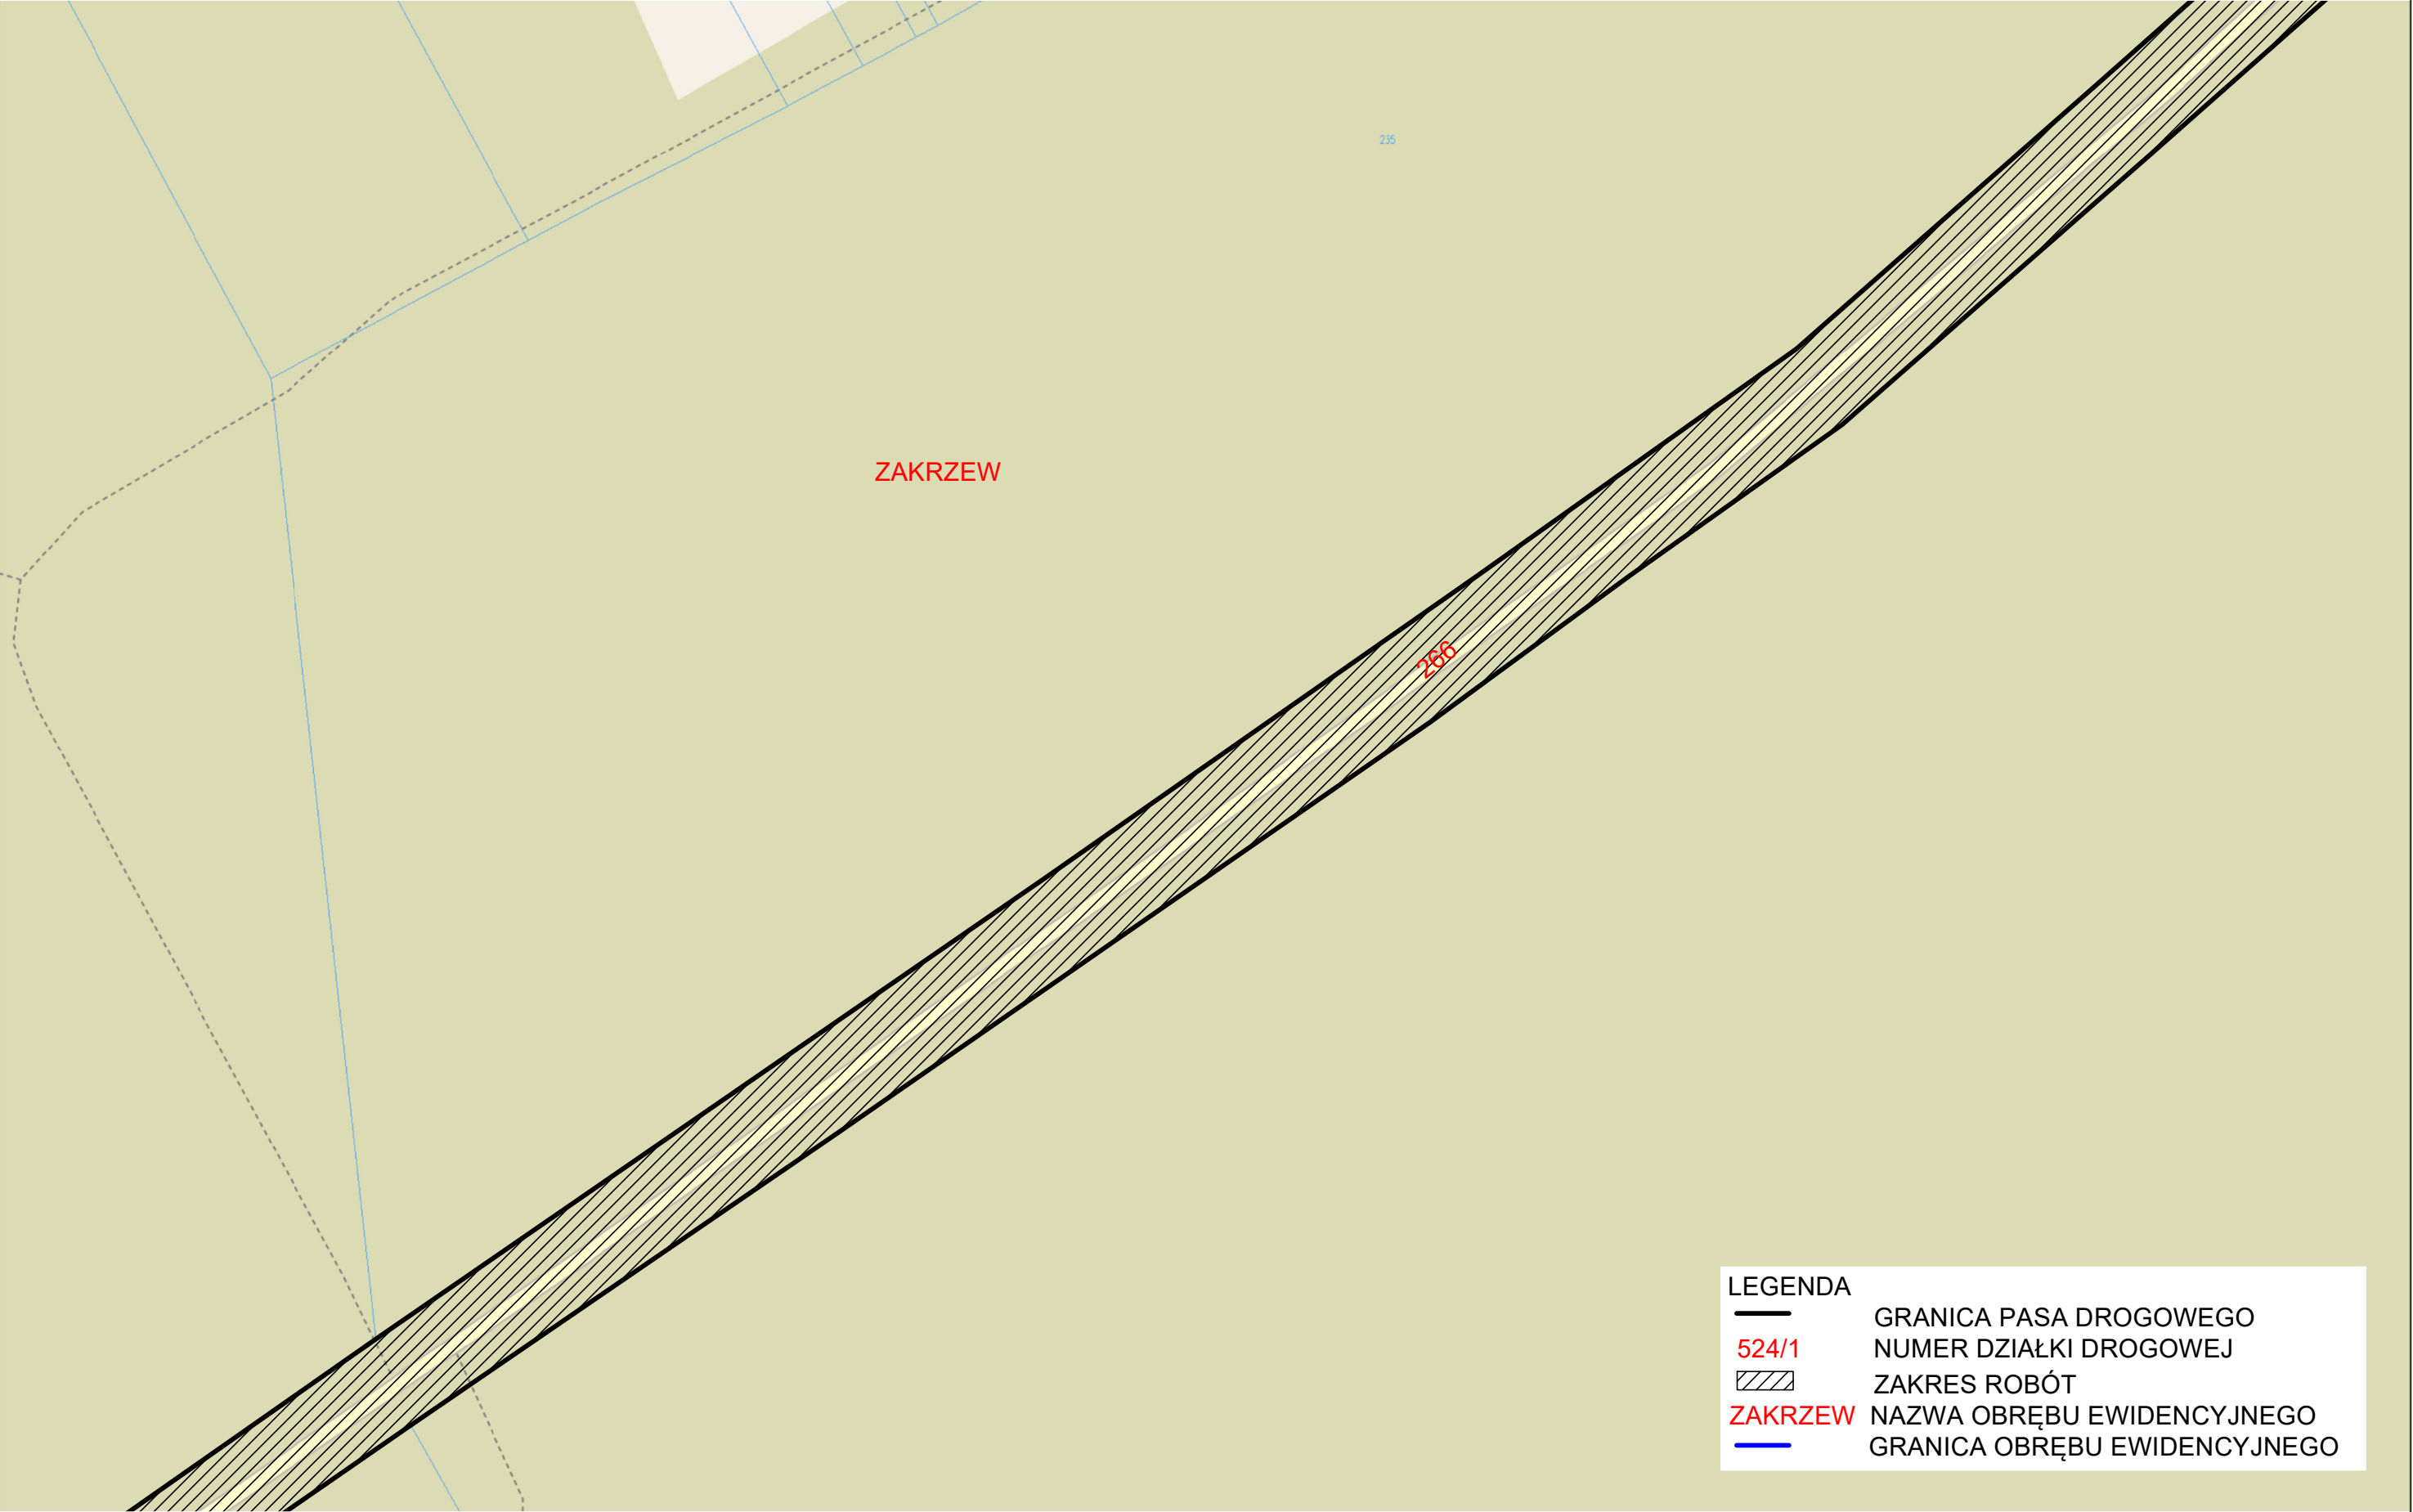 235
ZAKRZEW
266
LEGENDA
GRANICA PASA DROGOWEGO
524/1 NUMER DZIAŁKI DROGOWEJ
ZAKRES ROBÓT
ZAKRZEW NAZWA OBRĘBU EWIDENCYJNEGO
GRANICA OBRĘBU EWIDENCYJNEGO